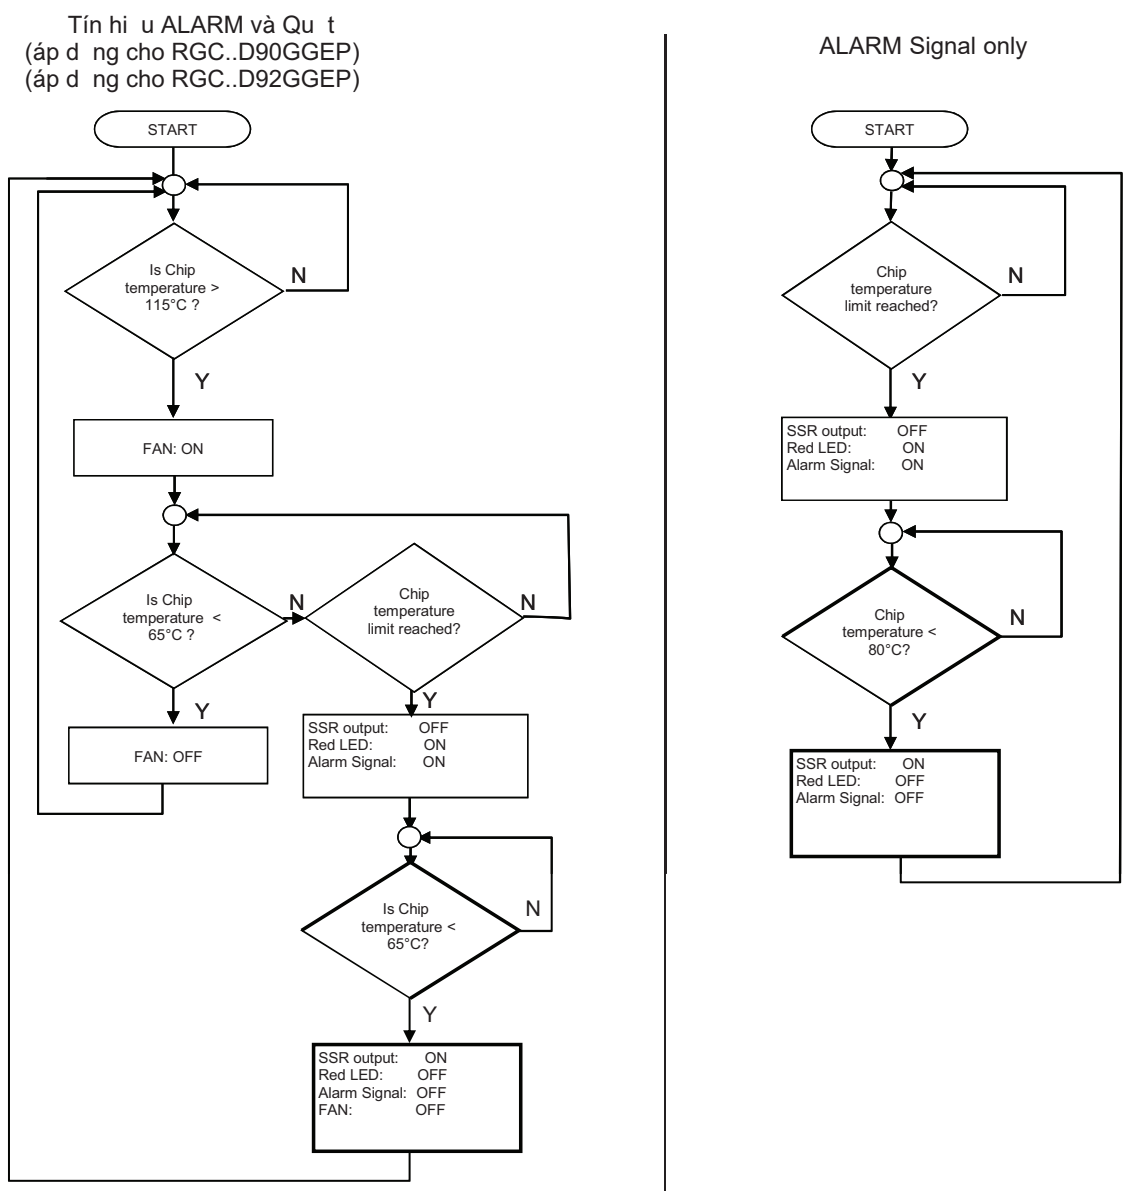 Tín hi u ALARM và Qu t
(áp d ng cho RGC..D90GGEP)
(áp d ng cho RGC..D92GGEP)
START
Is Chip
temperature >
115°C ?
N
Y
FAN: ON
Is Chip
temperature <
65°C ?
N
Y
FAN: OFF
Chip
temperature
limit reached?
N
Y
SSR output: OFF
Red LED: ON
Alarm Signal: ON
Is Chip
temperature <
65°C?
N
Y
SSR output: ON
Red LED: OFF
Alarm Signal: OFF
FAN: OFF
ALARM Signal only
START
Chip
temperature
limit reached?
N
Y
SSR output: OFF
Red LED: ON
Alarm Signal: ON
Chip
temperature <
80°C?
N
Y
SSR output: ON
Red LED: OFF
Alarm Signal: OFF